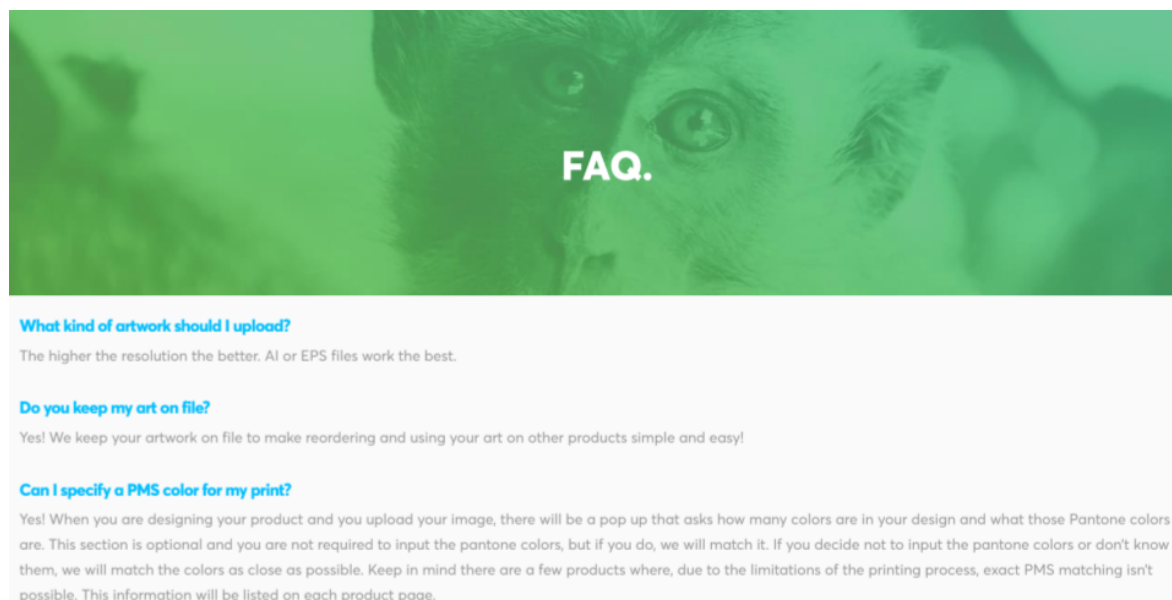 FAQ.
What kind of artwork should I upload?
The higher the resolution the better. AI or EPS files work the best.
Do you keep my art on file?
Yes! We keep your artwork on file to make reordering and using your art on other products simple and easy!
Can I specify a PMS color for my print?
Yes! When you are designing your product and you upload your image, there will be a pop up that asks how many colors are in your design and what those Pantone colors
are. This section is optional and you are not required to input the pantone colors, but if you do, we will match it. If you decide not to input the pantone colors or don't know
them, we will match the colors as close as possible. Keep in mind there are a few products where, due to the limitations of the printing process, exact PMS matching isn't
possible. This information will be listed on each product page.